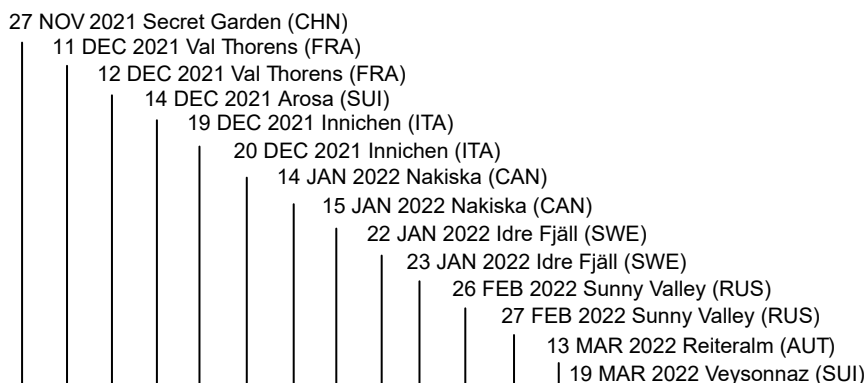 27 NOV 2021 Secret Garden (CHN)
11 DEC 2021 Val Thorens (FRA)
12 DEC 2021 Val Thorens (FRA)
14 DEC 2021 Arosa (SUI)
19 DEC 2021 Innichen (ITA)
20 DEC 2021 Innichen (ITA)
14 JAN 2022 Nakiska (CAN)
15 JAN 2022 Nakiska (CAN)
22 JAN 2022 Idre Fjäll (SWE)
23 JAN 2022 Idre Fjäll (SWE)
26 FEB 2022 Sunny Valley (RUS)
27 FEB 2022 Sunny Valley (RUS)
13 MAR 2022 Reiteralm (AUT)
19 MAR 2022 Veysonnaz (SUI)